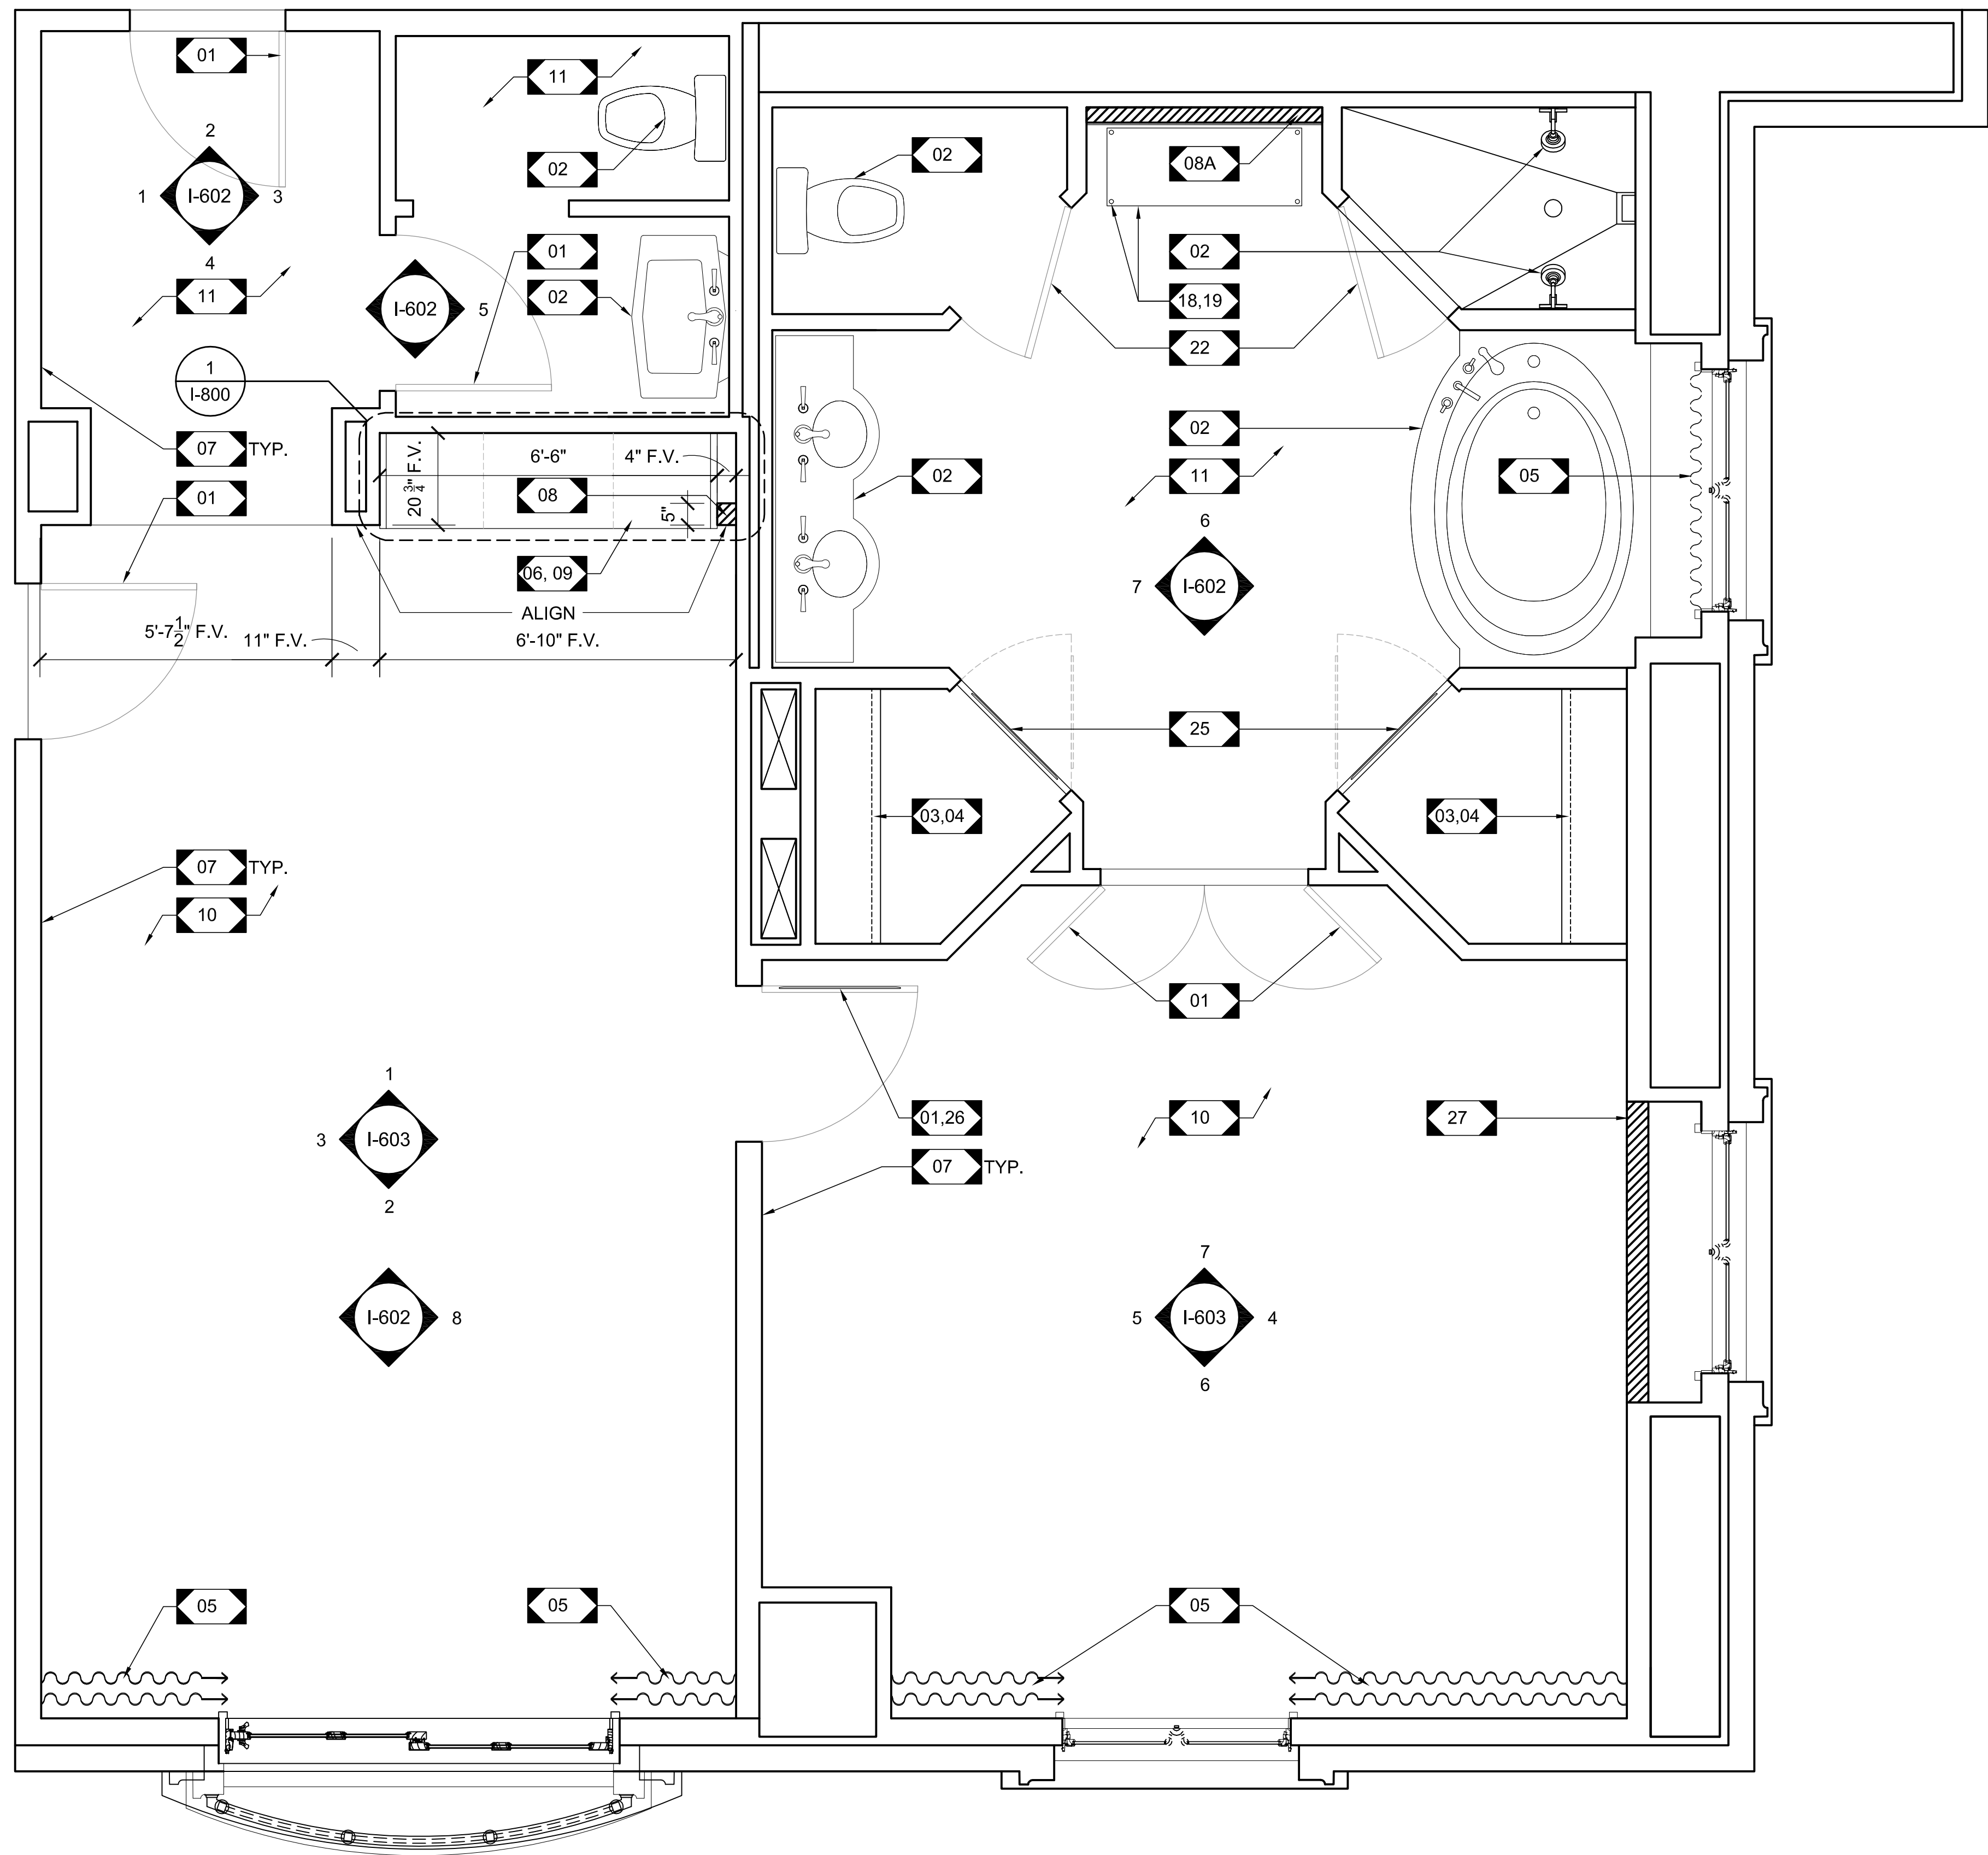 01
11
02
02
08A
2
1
I-602
3
4
11
I-602
5
01
02
02
18,19
22
1
I-800
07 TYP.
01
6'-6"
4" F.V.
20 3/4" F.V.
08
5"
06, 09
ALIGN
5'-7 1/2" F.V.
11" F.V.
6'-10" F.V.
02
02
11
05
6
7
I-602
25
03,04
03,04
07 TYP.
10
01
01,26
10
27
07 TYP.
1
3
I-603
2
I-602
8
7
5
I-603
4
6
05
05
05